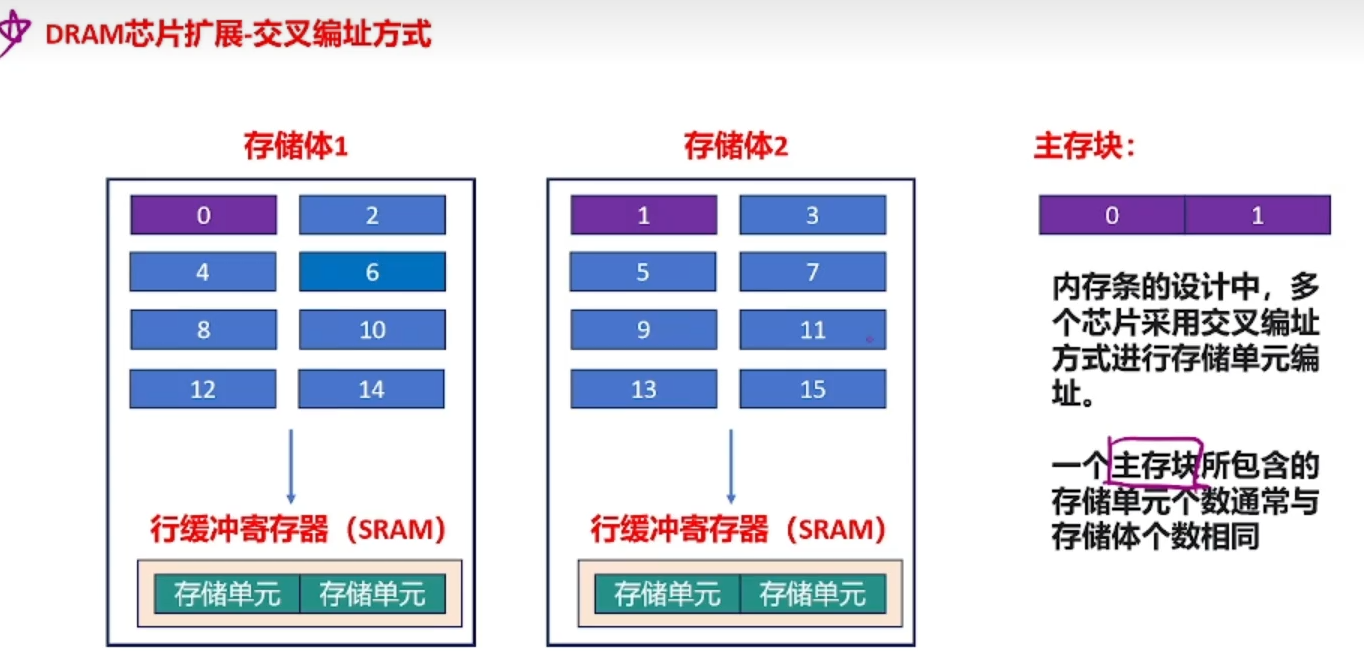 DRAM芯片扩展-交叉编址方式
存储体1
存储体2
主存块：
0 2
1 3
0 1
4 6
5 7
8 10
9 11
12 14
13 15
内存条的设计中，多
个芯片采用交叉编址
方式进行存储单元编
址。
一个主存块所包含的
存储单元个数通常与
存储体个数相同
行缓冲寄存器（SRAM）
行缓冲寄存器（SRAM）
存储单元 存储单元
存储单元 存储单元